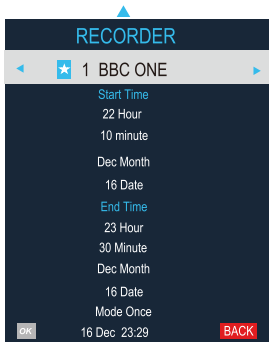 RECORDER
1 BBC ONE
Start Time
22 Hour
10 minute
Dec Month
16 Date
End Time
23 Hour
30 Minute
Dec Month
16 Date
Mode Once
OK 16 Dec 23:29 BACK